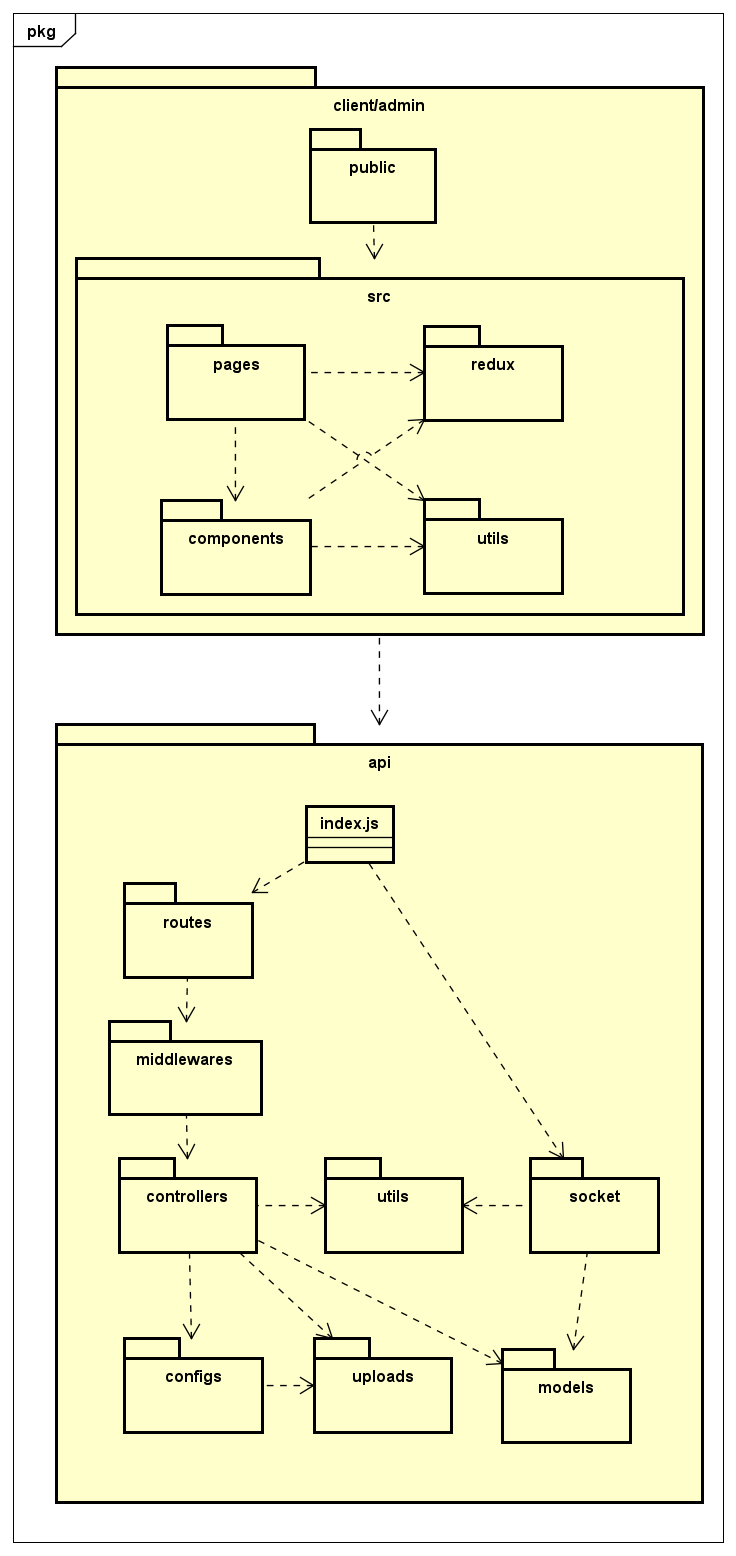 pkg
client/admin
public
src
pages
redux
components
utils
api
index.js
routes
middlewares
controllers
utils
socket
configs
uploads
models